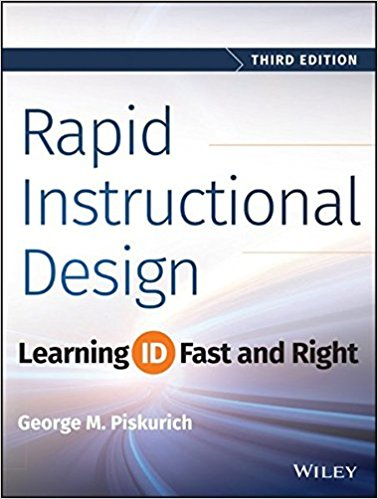 THIRD EDITION
Rapid
Instructional
Design
Learning ID Fast and Right
George M. Piskurich
WILEY